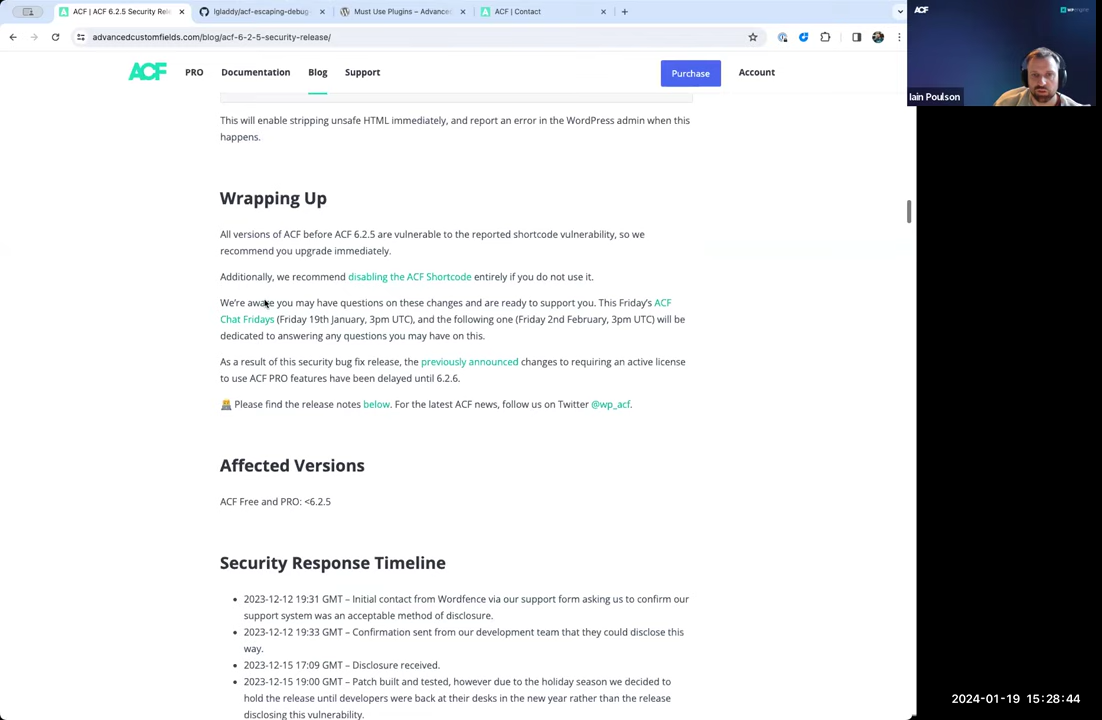 ACF | ACF 6.2.5 Security Rel
lgladdy/acf-escaping-debug
Must Use Plugins – Advance
ACF | Contact
advancedcustomfields.com/blog/acf-6-2-5-security-release/
ACF
Iain Poulson
ACF
PRO
Documentation
Blog
Support
Purchase
Account
This will enable stripping unsafe HTML immediately, and report an error in the WordPress admin when this
happens.
Wrapping Up
All versions of ACF before ACF 6.2.5 are vulnerable to the reported shortcode vulnerability, so we
recommend you upgrade immediately.
Additionally, we recommend disabling the ACF Shortcode entirely if you do not use it.
We're aware you may have questions on these changes and are ready to support you. This Friday's ACF
Chat Fridays (Friday 19th January, 3pm UTC), and the following one (Friday 2nd February, 3pm UTC) will be
dedicated to answering any questions you may have on this.
As a result of this security bug fix release, the previously announced changes to requiring an active license
to use ACF PRO features have been delayed until 6.2.6.
Please find the release notes below. For the latest ACF news, follow us on Twitter @wp_acf.
Affected Versions
ACF Free and PRO: <6.2.5
Security Response Timeline
2023-12-12 19:31 GMT – Initial contact from Wordfence via our support form asking us to confirm our
support system was an acceptable method of disclosure.
2023-12-12 19:33 GMT – Confirmation sent from our development team that they could disclose this
way.
2023-12-15 17:09 GMT – Disclosure received.
2023-12-15 19:00 GMT – Patch built and tested, however due to the holiday season we decided to
hold the release until developers were back at their desks in the new year rather than the release
disclosing this vulnerability.
2024-01-19 15:28:44